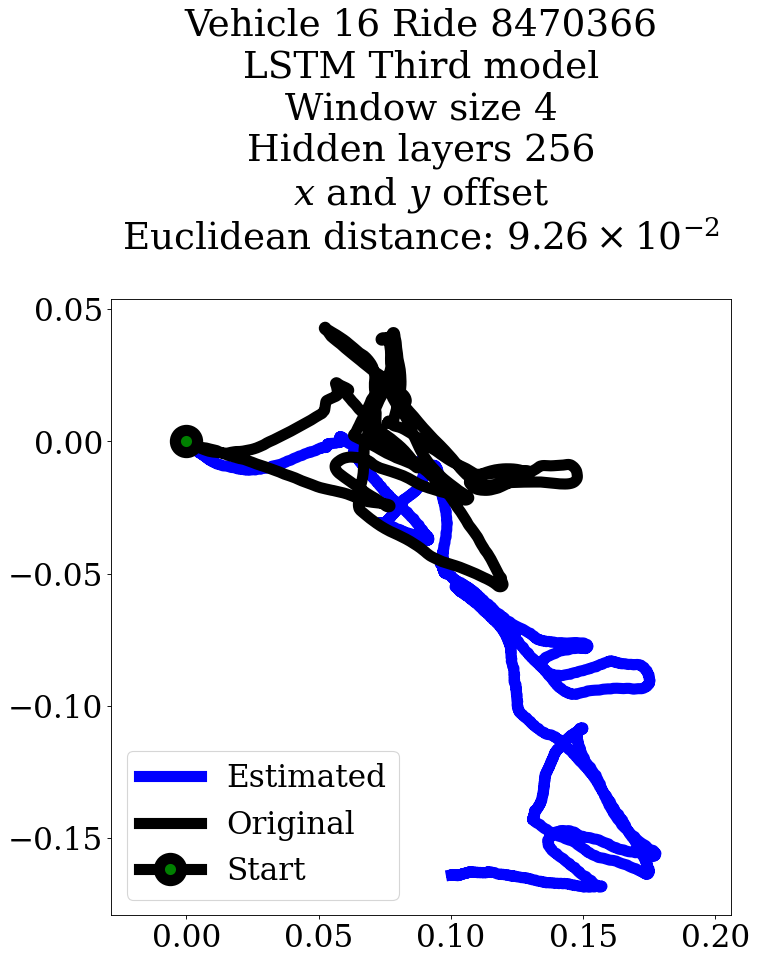 Vehicle 16 Ride 8470366
LSTM Third model
Window size 4
Hidden layers 256
x and y offset
Euclidean distance: 9.26 × 10⁻²
0.05
0.00
−0.05
−0.10
−0.15
Estimated
Original
Start
0.00 0.05 0.10 0.15 0.20